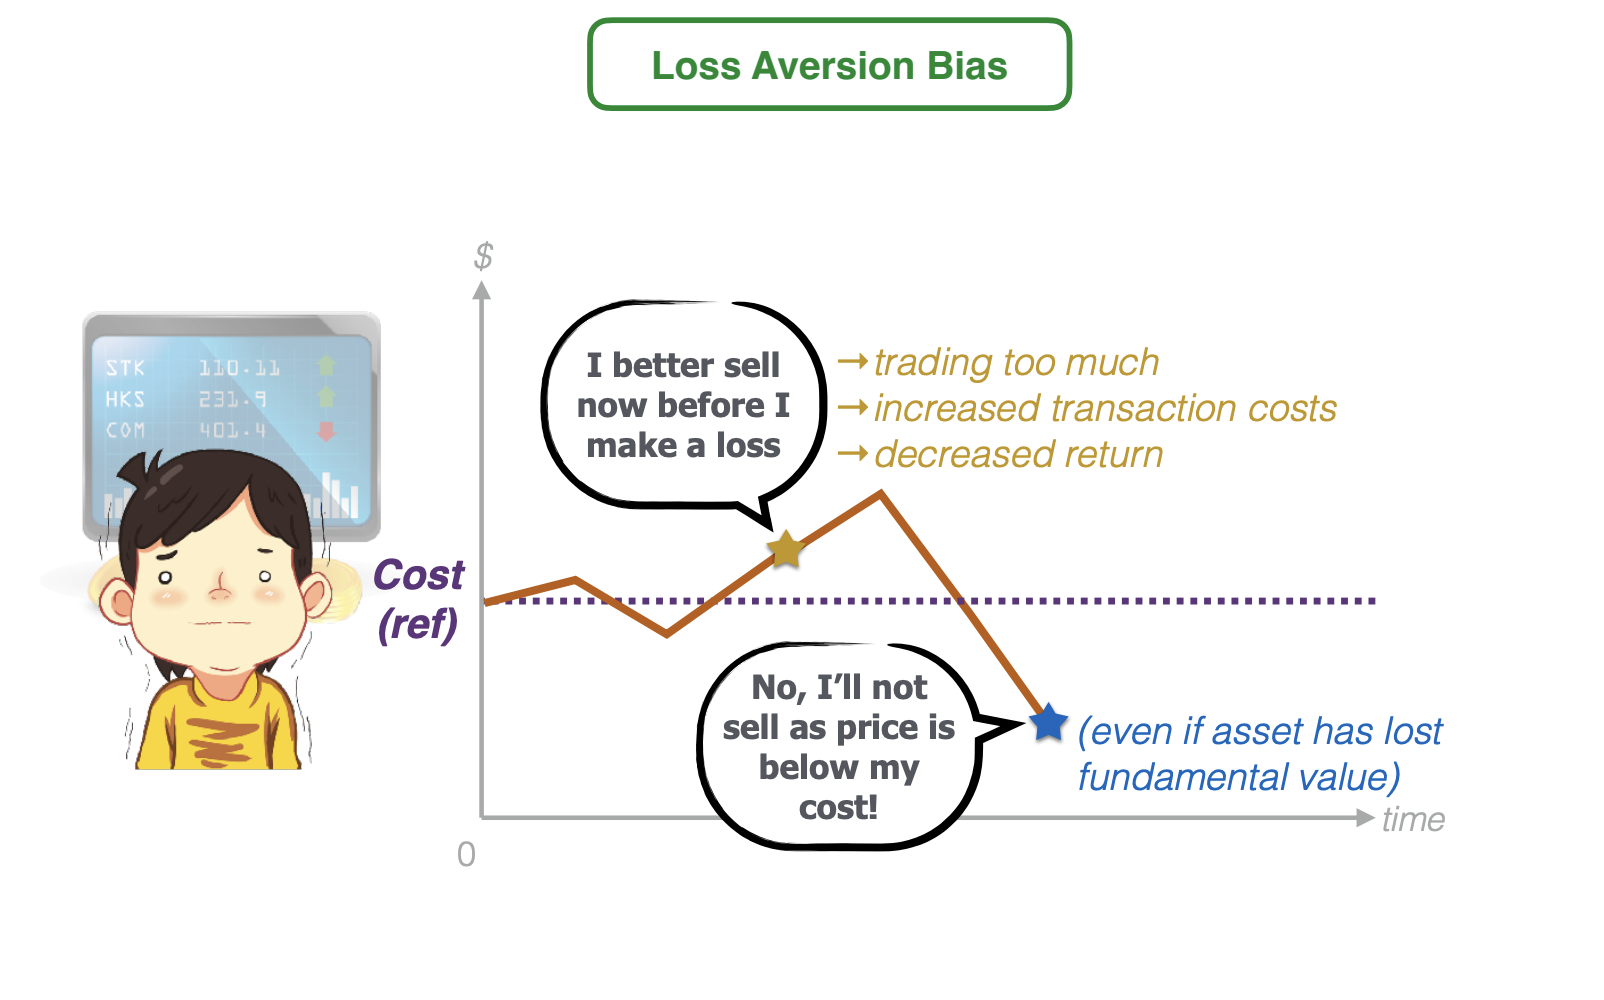 Loss Aversion Bias
$
I better sell
now before I
make a loss
→trading too much
→increased transaction costs
→decreased return
STK 110.11
HKS 231.9
COM 401.4
Cost
(ref)
No, I’ll not
sell as price is
below my
cost!
(even if asset has lost
fundamental value)
time
0